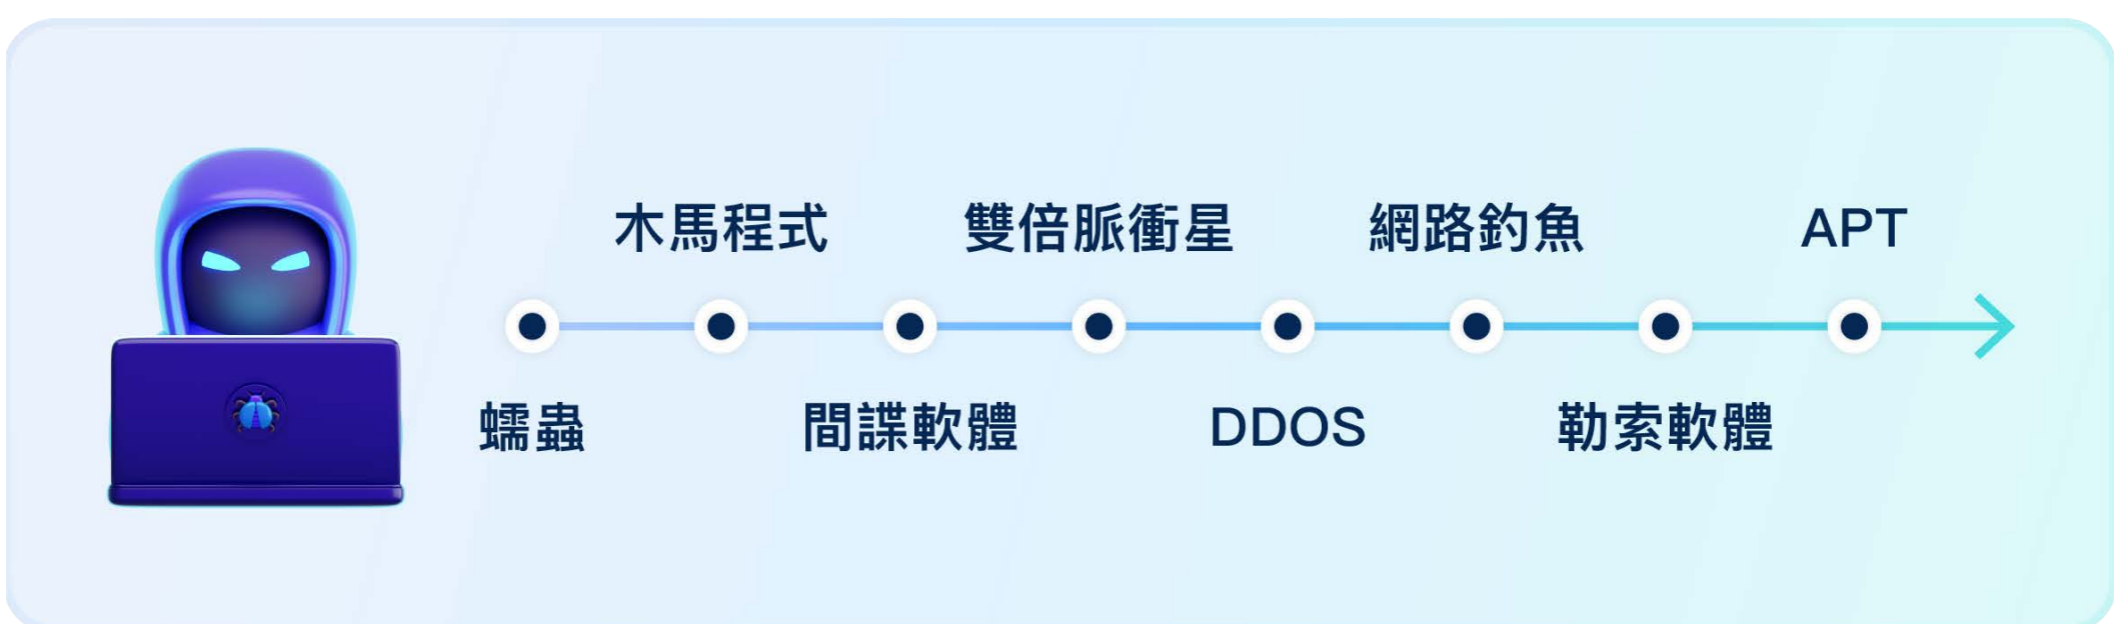 木馬程式
雙倍脈衝星
網路釣魚
APT
蠕蟲
間諜軟體
DDOS
勒索軟體